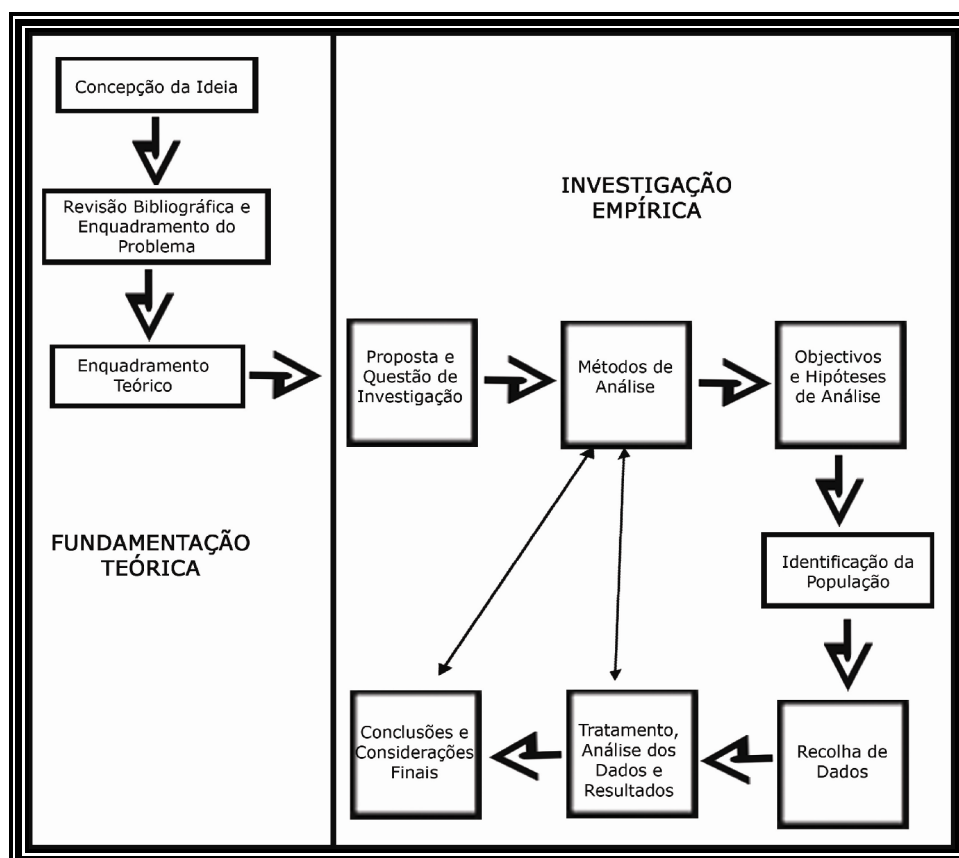 Concepção da Ideia
Revisão Bibliográfica e
Enquadramento do
Problema
Enquadramento
Teórico
FUNDAMENTAÇÃO
TEÓRICA
INVESTIGAÇÃO
EMPÍRICA
Proposta e
Questão de
Investigação
Métodos de
Análise
Objectivos
e Hipóteses
de Análise
Identificação da
População
Recolha de
Dados
Tratamento,
Análise dos
Dados e
Resultados
Conclusões e
Considerações
Finais